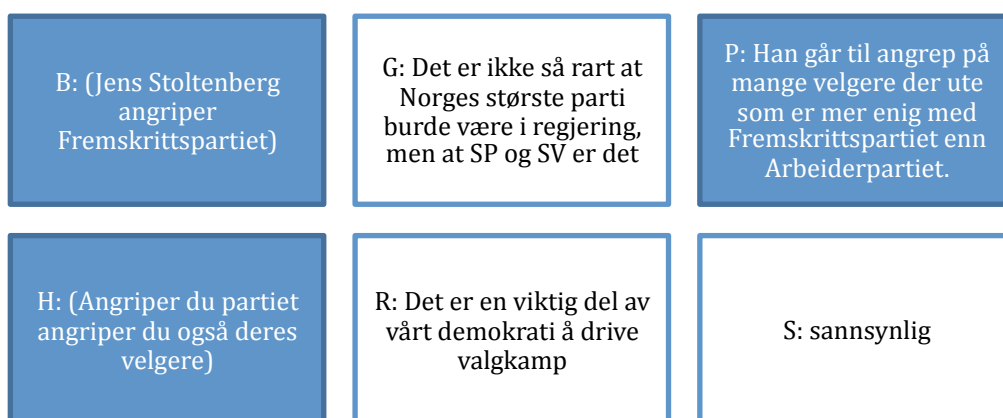 B: (Jens Stoltenberg
angriper
Fremskrittspartiet)
G: Det er ikke så rart at
Norges største parti
burde være i regjering,
men at SP og SV er det
P: Han går til angrep på
mange velgere der ute
som er mer enig med
Fremskrittspartiet enn
Arbeiderpartiet.
H: (Angriper du partiet
angriper du også deres
velgere)
R: Det er en viktig del av
vårt demokrati å drive
valgkamp
S: sannsynlig